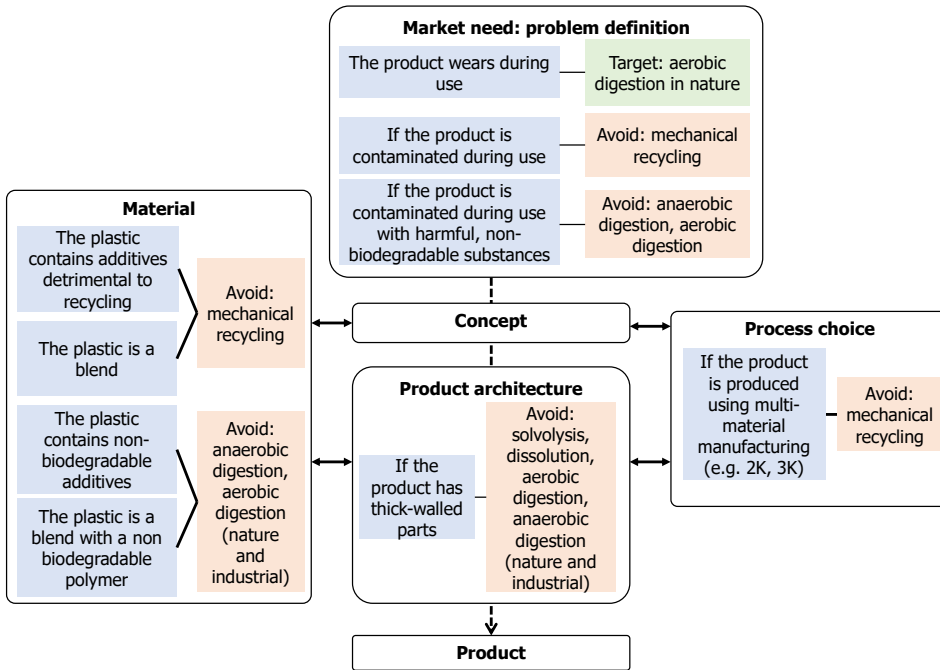 Market need: problem definition
The product wears during
use
Target: aerobic
digestion in nature
If the product is
contaminated during use
Avoid: mechanical
recycling
If the product is
contaminated during use
with harmful, non-
biodegradable substances
Avoid: anaerobic
digestion, aerobic
digestion
Material
The plastic
contains additives
detrimental to
recycling
The plastic is a
blend
Avoid:
mechanical
recycling
The plastic
contains non-
biodegradable
additives
The plastic is a
blend with a non
biodegradable
polymer
Avoid:
anaerobic
digestion,
aerobic
digestion
(nature
and
industrial)
Concept
Product architecture
If the
product has
thick-walled
parts
Avoid:
solvolysis,
dissolution,
aerobic
digestion,
anaerobic
digestion
(nature and
industrial)
Process choice
If the product
is produced
using multi-
material
manufacturing
(e.g. 2K, 3K)
Avoid:
mechanical
recycling
Product